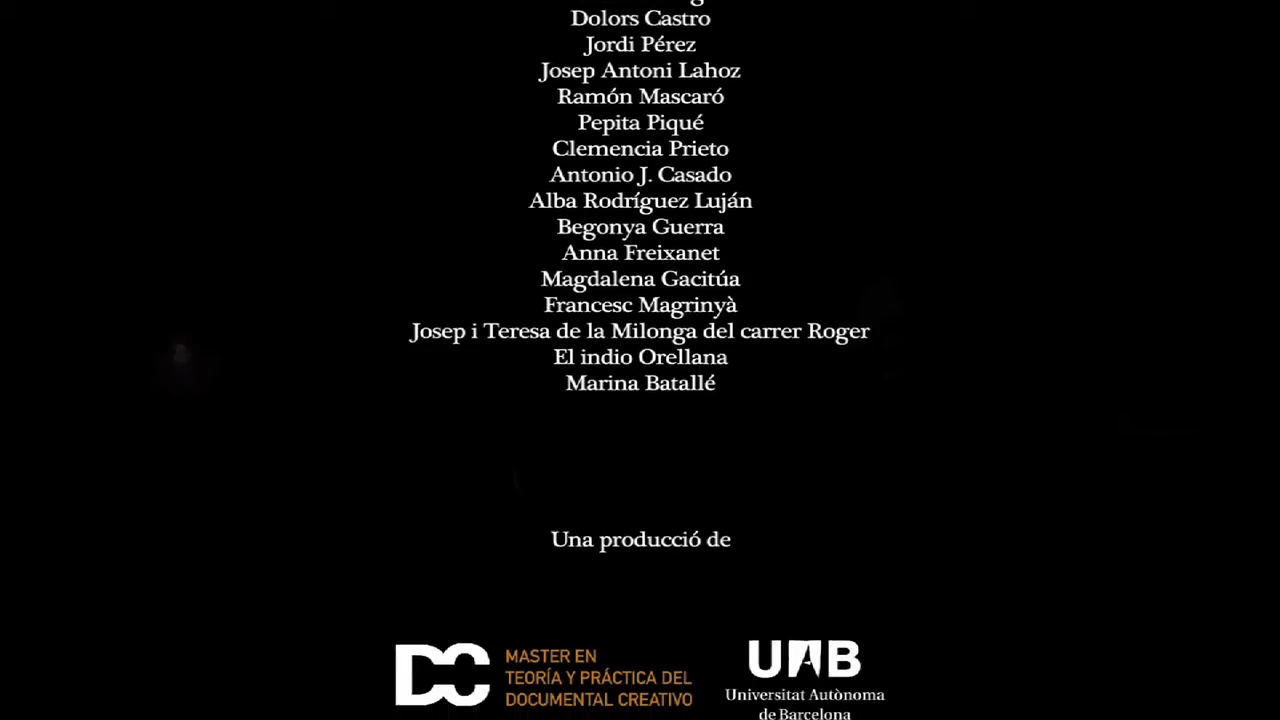 Dolors Castro
Jordi Pérez
Josep Antoni Lahoz
Ramón Mascaró
Pepita Piqué
Clemencia Prieto
Antonio J. Casado
Alba Rodríguez Luján
Begonya Guerra
Anna Freixanet
Magdalena Gacitúa
Francesc Magrinyà
Josep i Teresa de la Milonga del carrer Roger
El indio Orellana
Marina Batallé
Una producció de
DC
MASTER EN
TEORÍA Y PRÁCTICA DEL
DOCUMENTAL CREATIVO
UAB
Universitat Autònoma
de Barcelona